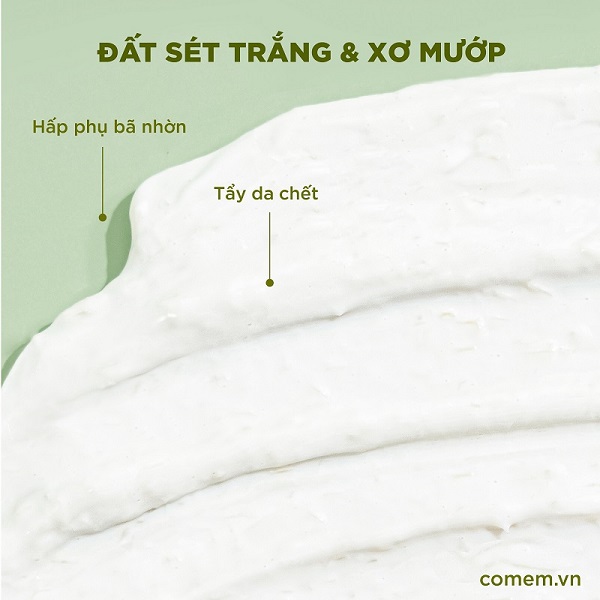 ĐẤT SÉT TRẮNG & XƠ MƯỚP
Hấp phụ bã nhờn
Tẩy da chết
comem.vn